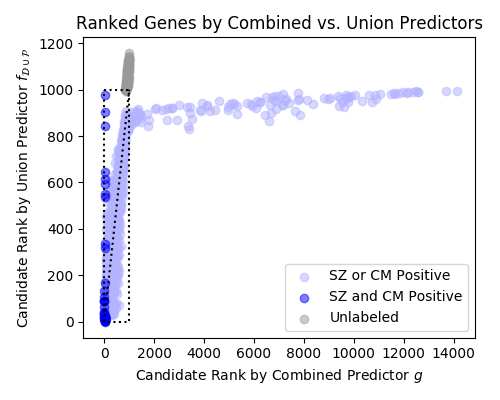 Ranked Genes by Combined vs. Union Predictors
Candidate Rank by Union Predictor f_{𝒟∪𝒫}
1200
1000
800
600
400
200
0
SZ or CM Positive
SZ and CM Positive
Unlabeled
0 2000 4000 6000 8000 10000 12000 14000
Candidate Rank by Combined Predictor g